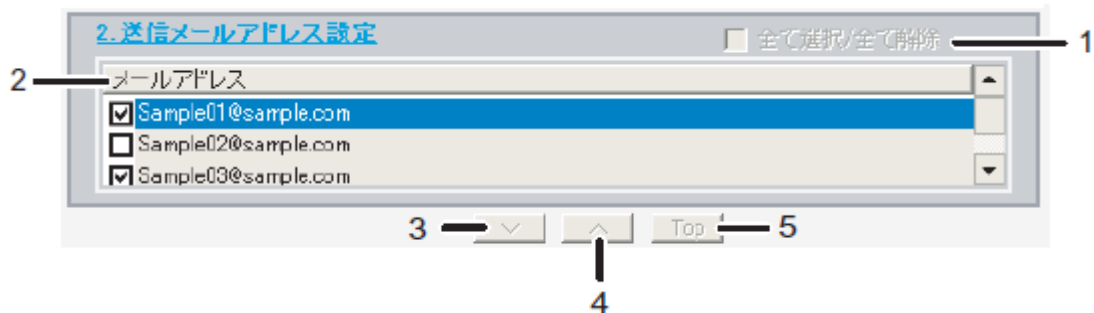 2. 送信メールアドレス設定
全て選択/全て削除 1
2 メールアドレス
Sample01@sample.com
Sample02@sample.com
Sample03@sample.com
3 Top 5
4